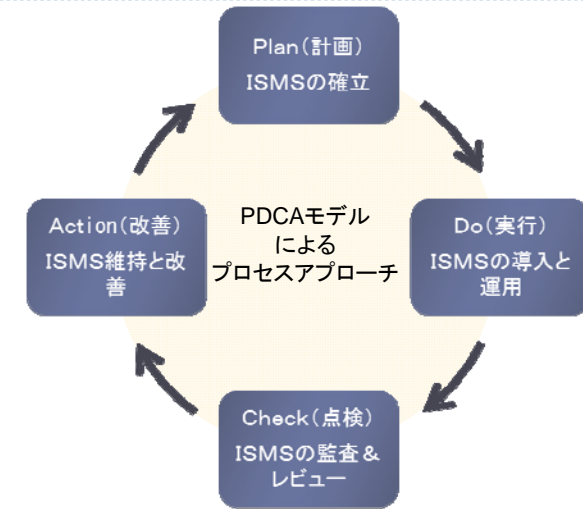 Plan(計画)
ISMSの確立
Action(改善)
ISMS維持と改
善
PDCAモデル
による
プロセスアプローチ
Do(実行)
ISMSの導入と
運用
Check(点検)
ISMSの監査&
レビュー